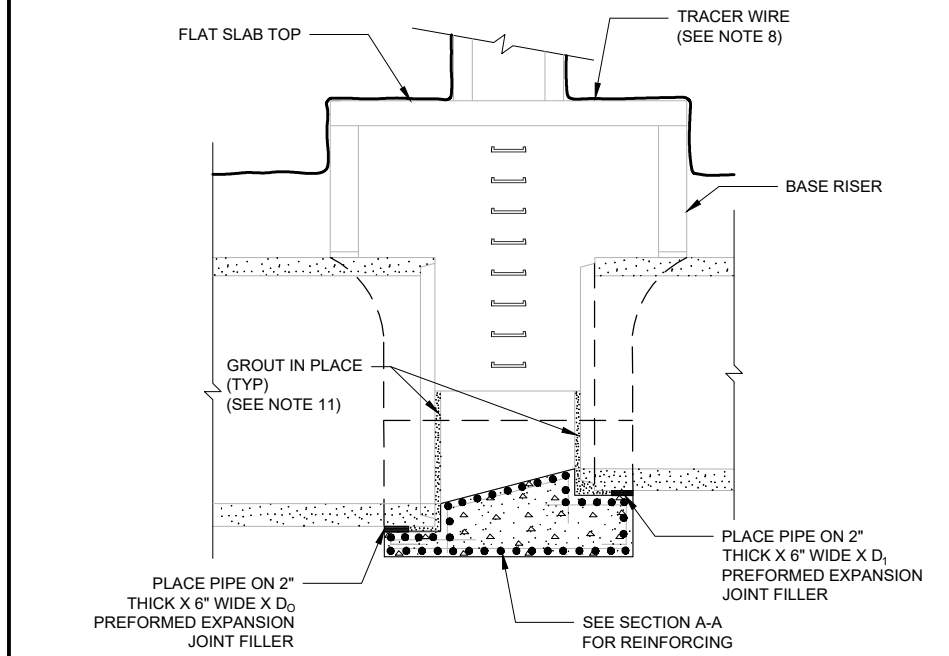 FLAT SLAB TOP
TRACER WIRE
(SEE NOTE 8)
BASE RISER
GROUT IN PLACE
(TYP)
(SEE NOTE 11)
PLACE PIPE ON 2"
THICK X 6" WIDE X D₁
PREFORMED EXPANSION
JOINT FILLER
PLACE PIPE ON 2"
THICK X 6" WIDE X D₀
PREFORMED EXPANSION
JOINT FILLER
SEE SECTION A-A
FOR REINFORCING